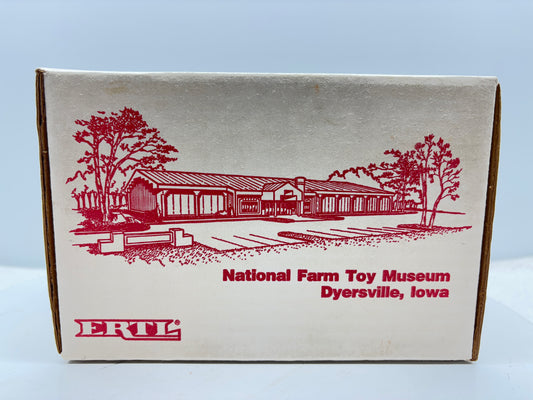 National Farm Toy Museum
Dyersville, Iowa
ERTL®